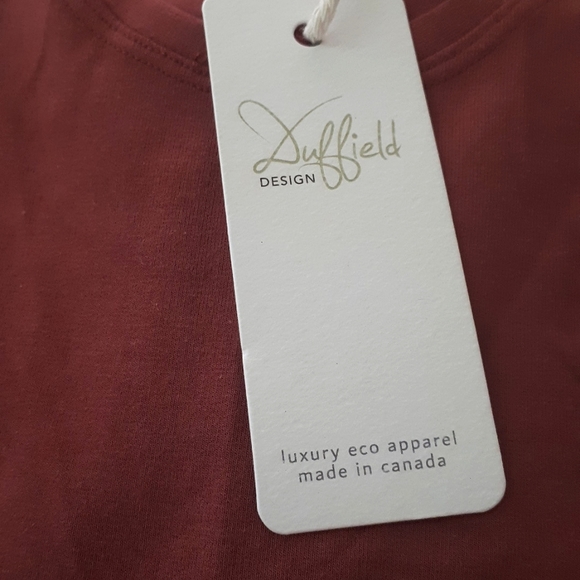 Duffield
DESIGN
luxury eco apparel
made in canada